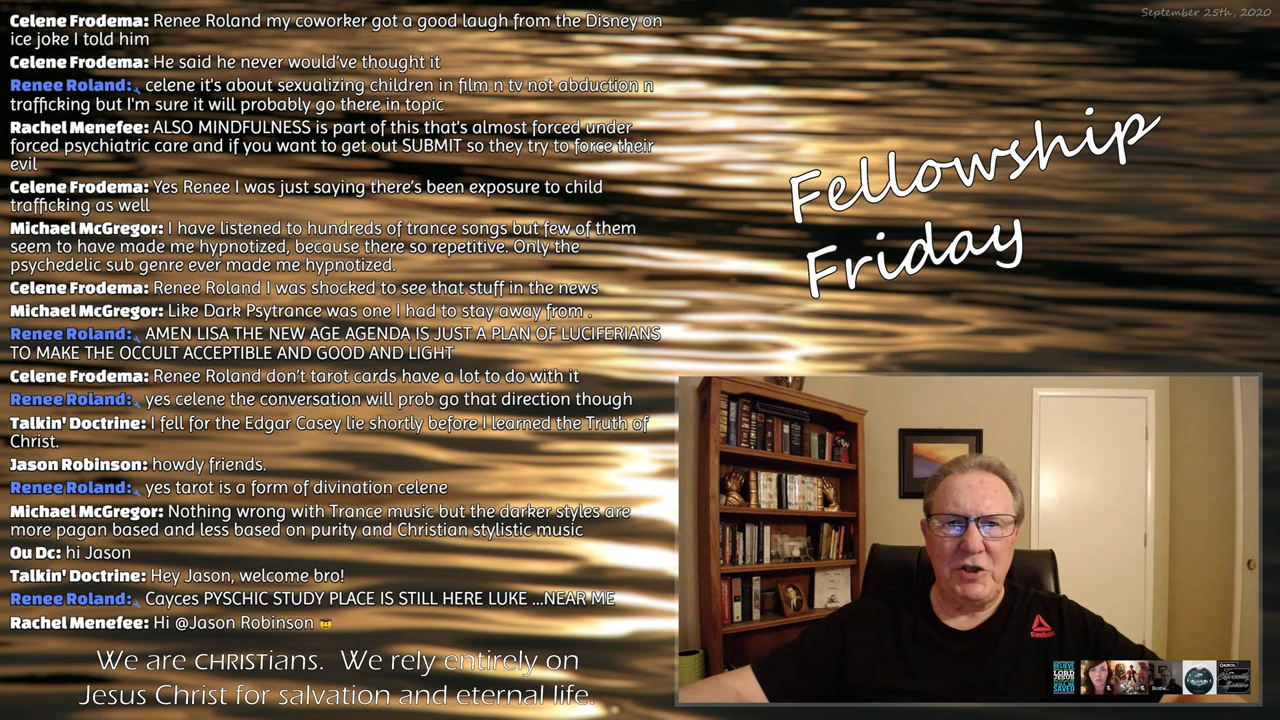 Celene Frodema: Renee Roland my coworker got a good laugh from the Disney on
ice joke I told him
Celene Frodema: He said he never would've thought it
Renee Roland: celene it's about sexualizing children in film n tv not abduction n
trafficking but I'm sure it will probably go there in topic
Rachel Menefee: ALSO MINDFULNESS is part of this that's almost forced under
forced psychiatric care and if you want to get out SUBMIT so they try to force their
evil
Celene Frodema: Yes Renee I was just saying there's been exposure to child
trafficking as well
Michael McGregor: I have listened to hundreds of trance songs but few of them
seem to have made me hypnotized, because there so repetitive. Only the
psychedelic sub genre ever made me hypnotized.
Celene Frodema: Renee Roland I was shocked to see that stuff in the news
Michael McGregor: Like Dark Psytrance was one I had to stay away from .
Renee Roland: AMEN LISA THE NEW AGE AGENDA IS JUST A PLAN OF LUCIFERIANS
TO MAKE THE OCCULT ACCEPTIBLE AND GOOD AND LIGHT
Celene Frodema: Renee Roland don't tarot cards have a lot to do with it
Renee Roland: yes celene the conversation will prob go that direction though
Talkin' Doctrine: I fell for the Edgar Casey lie shortly before I learned the Truth of
Christ.
Jason Robinson: howdy friends.
Renee Roland: yes tarot is a form of divination celene
Michael McGregor: Nothing wrong with Trance music but the darker styles are
more pagan based and less based on purity and Christian stylistic music
Ou Dc: hi Jason
Talkin' Doctrine: Hey Jason, welcome bro!
Renee Roland: Cayces PYSCHIC STUDY PLACE IS STILL HERE LUKE ...NEAR ME
Rachel Menefee: Hi @Jason Robinson 🤠
We are CHRISTians. We rely entirely on
Jesus Christ for salvation and eternal life.
September 25th, 2020
Fellowship
Friday
Reebok
BELIEVE
LORD
JESUS
SAVED
Brothe...
CHURCH